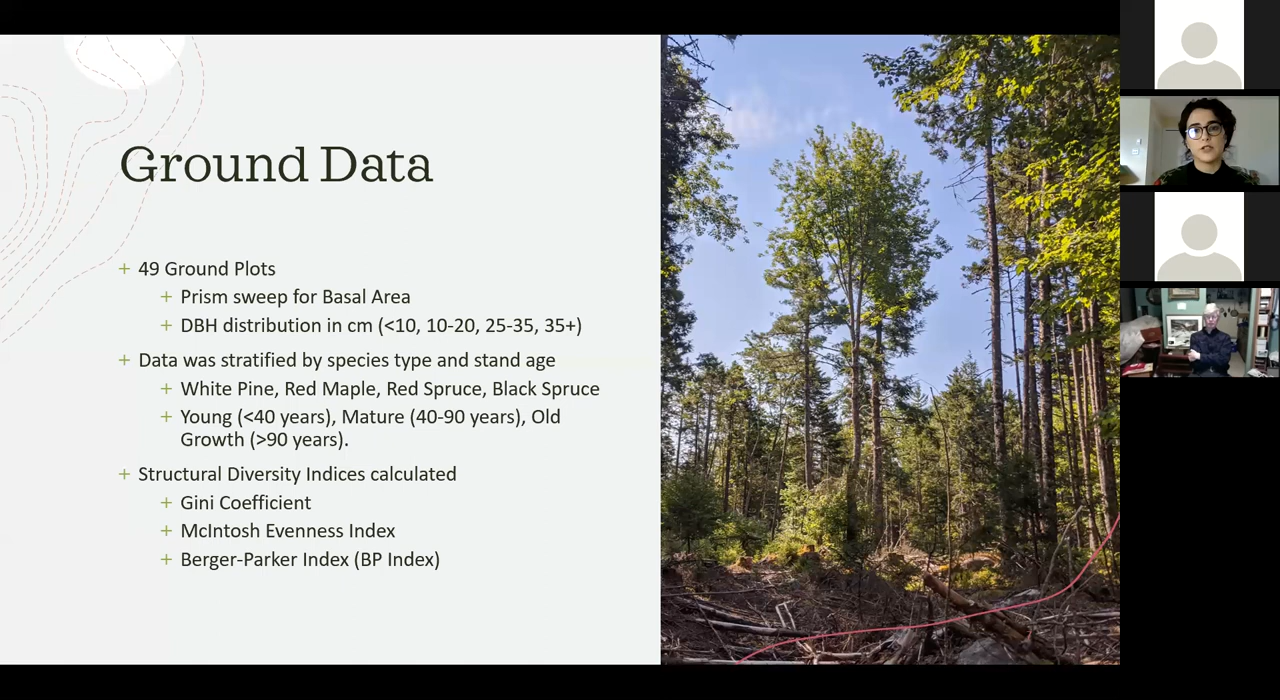 Ground Data
+ 49 Ground Plots
+ Prism sweep for Basal Area
+ DBH distribution in cm (<10, 10-20, 25-35, 35+)
+ Data was stratified by species type and stand age
+ White Pine, Red Maple, Red Spruce, Black Spruce
+ Young (<40 years), Mature (40-90 years), Old
Growth (>90 years).
+ Structural Diversity Indices calculated
+ Gini Coefficient
+ McIntosh Evenness Index
+ Berger-Parker Index (BP Index)